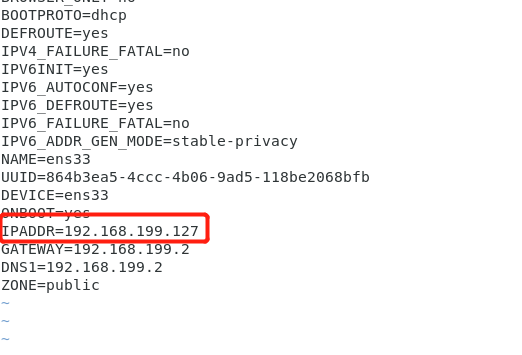 BOOTPROTO=dhcp
DEFROUTE=yes
IPV4_FAILURE_FATAL=no
IPV6INIT=yes
IPV6_AUTOCONF=yes
IPV6_DEFROUTE=yes
IPV6_FAILURE_FATAL=no
IPV6_ADDR_GEN_MODE=stable-privacy
NAME=ens33
UUID=864b3ea5-4ccc-4b06-9ad5-118be2068bfb
DEVICE=ens33
ONBOOT=yes
IPADDR=192.168.199.127
GATEWAY=192.168.199.2
DNS1=192.168.199.2
ZONE=public
~
~
~